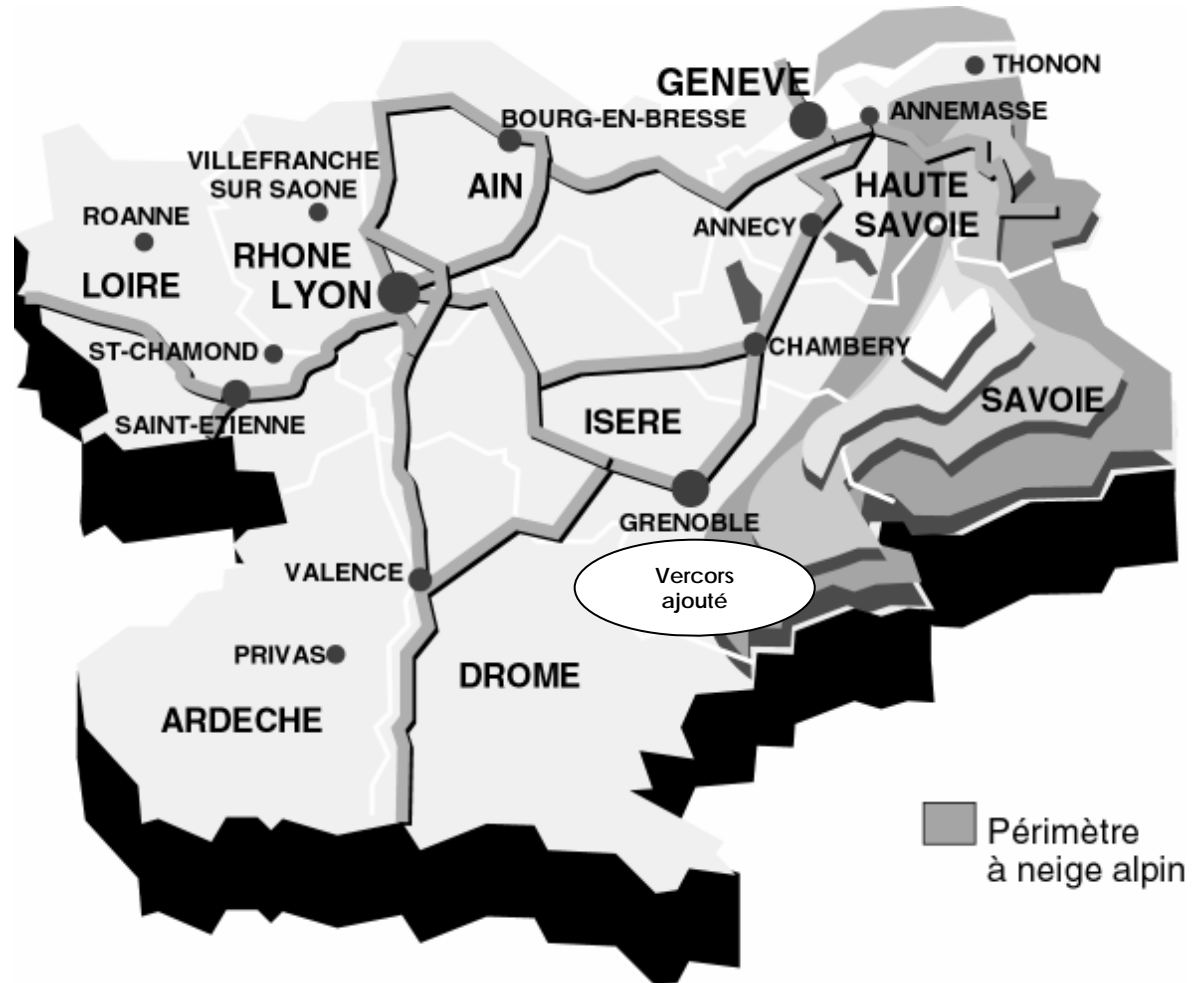 THONON
GENEVE
ANNEMASSE
BOURG-EN-BRESSE
VILLEFRANCHE
SUR SAONE
AIN
HAUTE
SAVOIE
ROANNE
ANNECY
RHONE
LOIRE
LYON
ST-CHAMOND
CHAMBERY
SAVOIE
SAINT-ETIENNE
ISERE
GRENOBLE
VALENCE
Vercors
ajouté
PRIVAS
DROME
ARDECHE
Périmètre
à neige alpin